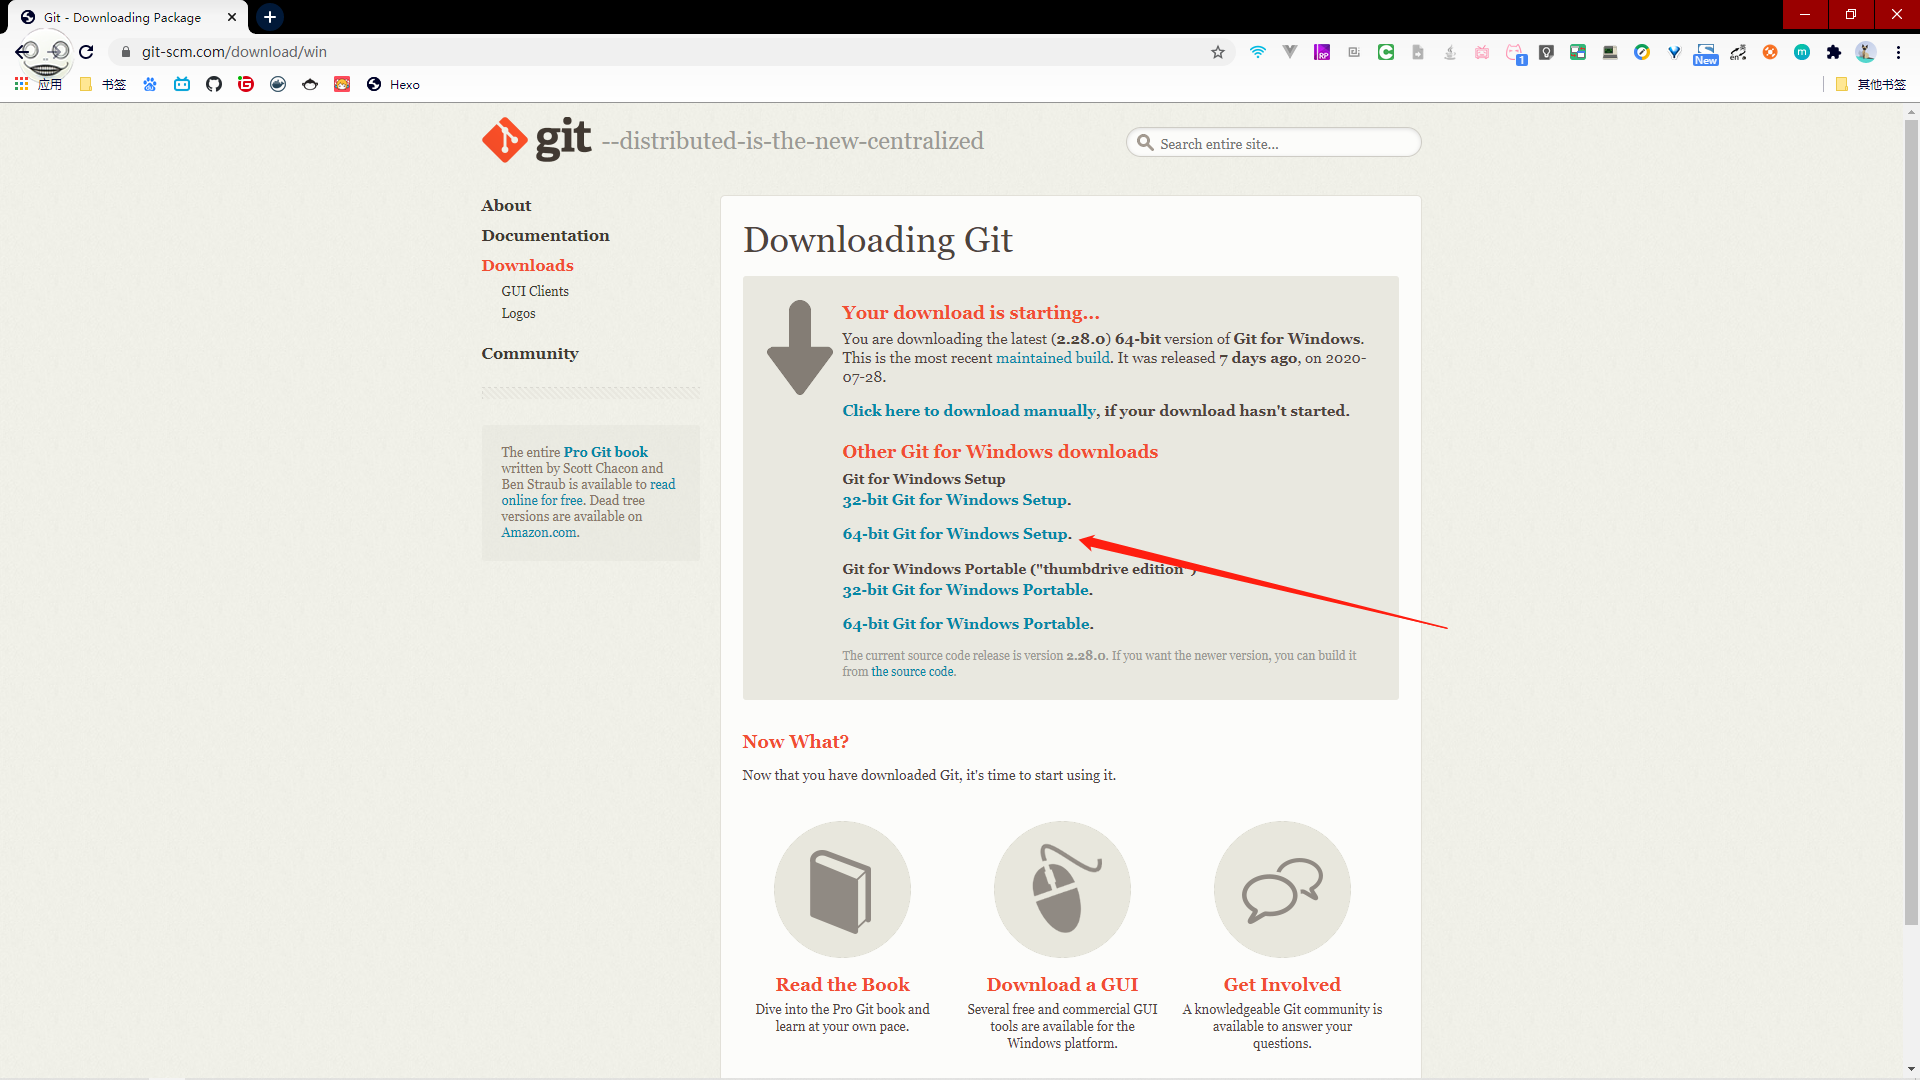 Git - Downloading Package
git-scm.com/download/win
1
New
en
m
RP
应用
书签
Hexo
其他书签
git --distributed-is-the-new-centralized
Search entire site...
About
Documentation
Downloads
GUI Clients
Logos
Community
The entire Pro Git book
written by Scott Chacon and
Ben Straub is available to read
online for free. Dead tree
versions are available on
Amazon.com.
Downloading Git
Your download is starting...
You are downloading the latest (2.28.0) 64-bit version of Git for Windows.
This is the most recent maintained build. It was released 7 days ago, on 2020-
07-28.
Click here to download manually, if your download hasn't started.
Other Git for Windows downloads
Git for Windows Setup
32-bit Git for Windows Setup.
64-bit Git for Windows Setup.
Git for Windows Portable ("thumbdrive edition")
32-bit Git for Windows Portable.
64-bit Git for Windows Portable.
The current source code release is version 2.28.0. If you want the newer version, you can build it
from the source code.
Now What?
Now that you have downloaded Git, it's time to start using it.
Read the Book
Dive into the Pro Git book and
learn at your own pace.
Download a GUI
Several free and commercial GUI
tools are available for the
Windows platform.
Get Involved
A knowledgeable Git community is
available to answer your
questions.